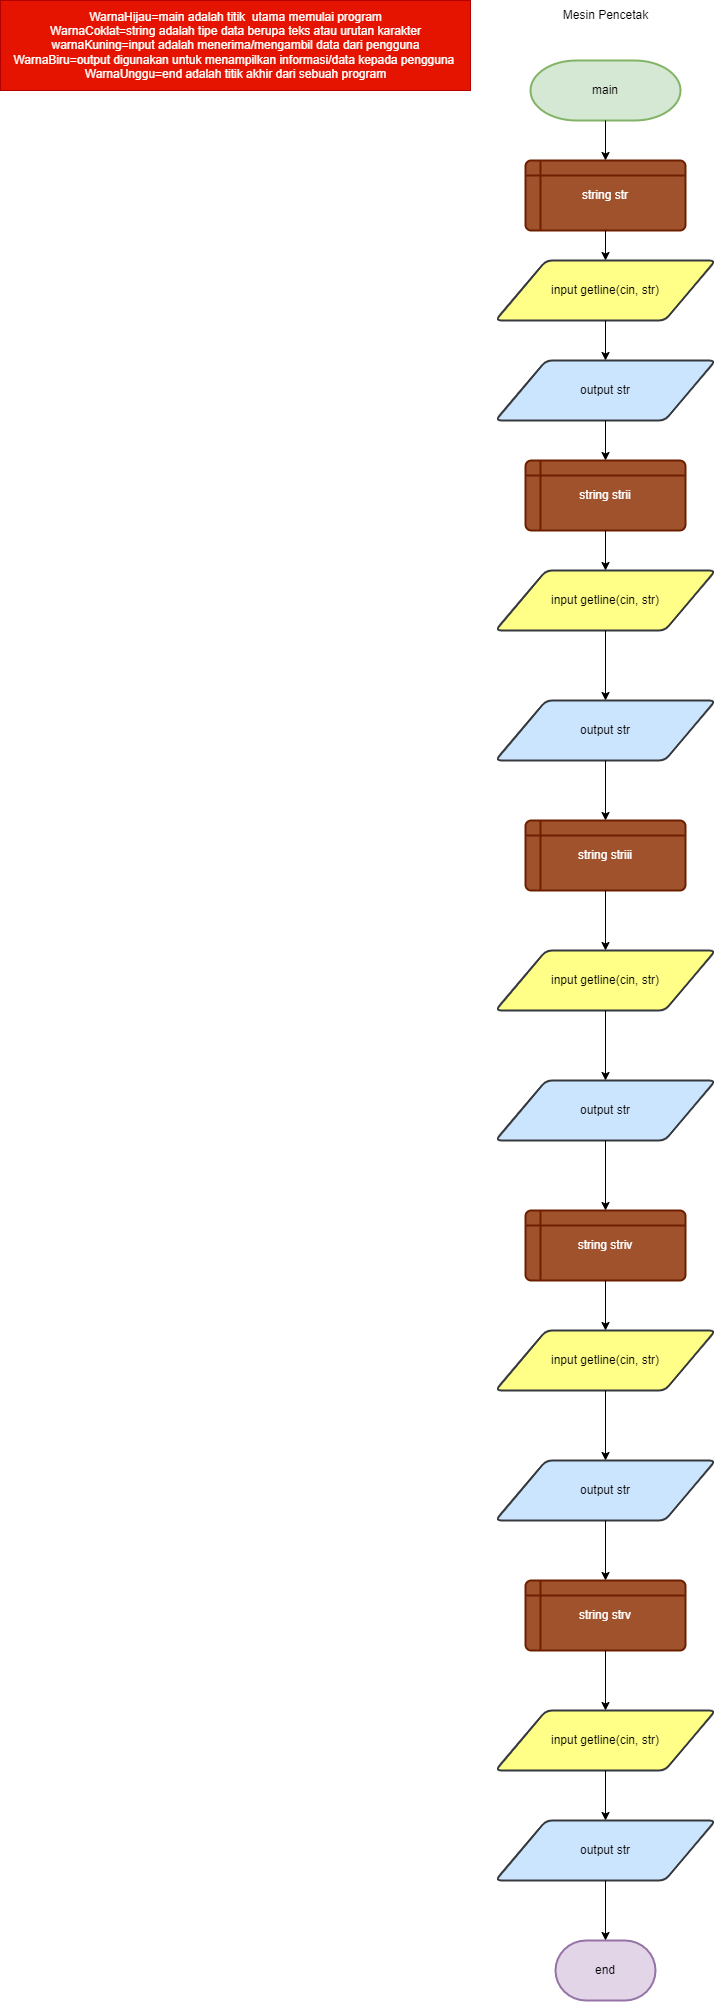 WarnaHijau=main adalah titik  utama memulai program
WarnaCoklat=string adalah tipe data berupa teks atau urutan karakter
warnaKuning=input adalah menerima/mengambil data dari pengguna
WarnaBiru=output digunakan untuk menampilkan informasi/data kepada pengguna
WarnaUnggu=end adalah titik akhir dari sebuah program
Mesin Pencetak
main
string str
input getline(cin, str)
output str
string strii
input getline(cin, str)
output str
string striii
input getline(cin, str)
output str
string striv
input getline(cin, str)
output str
string strv
input getline(cin, str)
output str
end